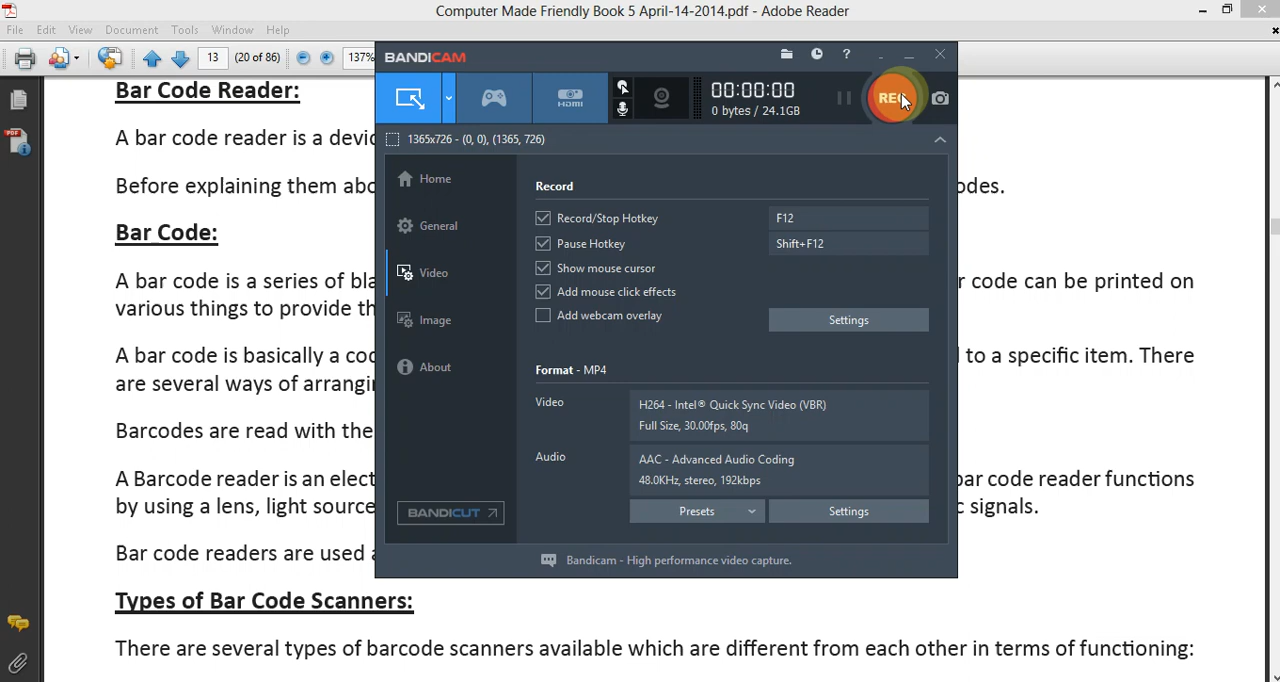 Computer Made Friendly Book 5 April-14-2014.pdf - Adobe Reader
File Edit View Document Tools Window Help
13 (20 of 86) 137%
BANDICAM
00:00:00
0 bytes / 24.1GB
HDMI
REC
1365x726 - (0, 0), (1365, 726)
Home
General
Video
Image
About
BANDICUT
Record
Record/Stop Hotkey F12
Pause Hotkey Shift+F12
Show mouse cursor
Add mouse click effects
Add webcam overlay
Settings
Format - MP4
Video H264 - Intel® Quick Sync Video (VBR)
Full Size, 30.00fps, 80q
Audio AAC - Advanced Audio Coding
48.0KHz, stereo, 192kbps
Presets Settings
Bandicam - High performance video capture.
Bar Code Reader:
A bar code reader is a
Before explaining them
Bar Code:
A bar code is a series of r code can be printed on
various things to provide
A bar code is basically a to a specific item. There
are several ways of
Barcodes are read with the
A Barcode reader is an bar code reader functions
by using a lens, light source signals.
Bar code readers are used
Types of Bar Code Scanners:
There are several types of barcode scanners available which are different from each other in terms of functioning: